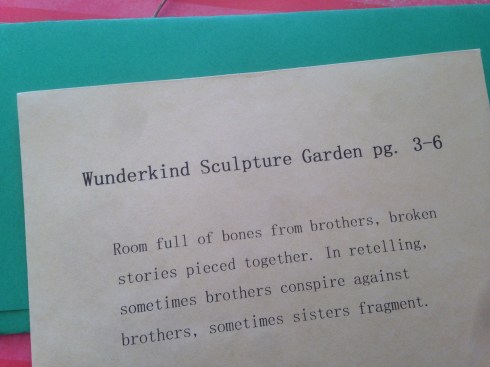 Wunderkind Sculpture Garden pg. 3-6
Room full of bones from brothers, broken
stories pieced together. In retelling,
sometimes brothers conspire against
brothers, sometimes sisters fragment.